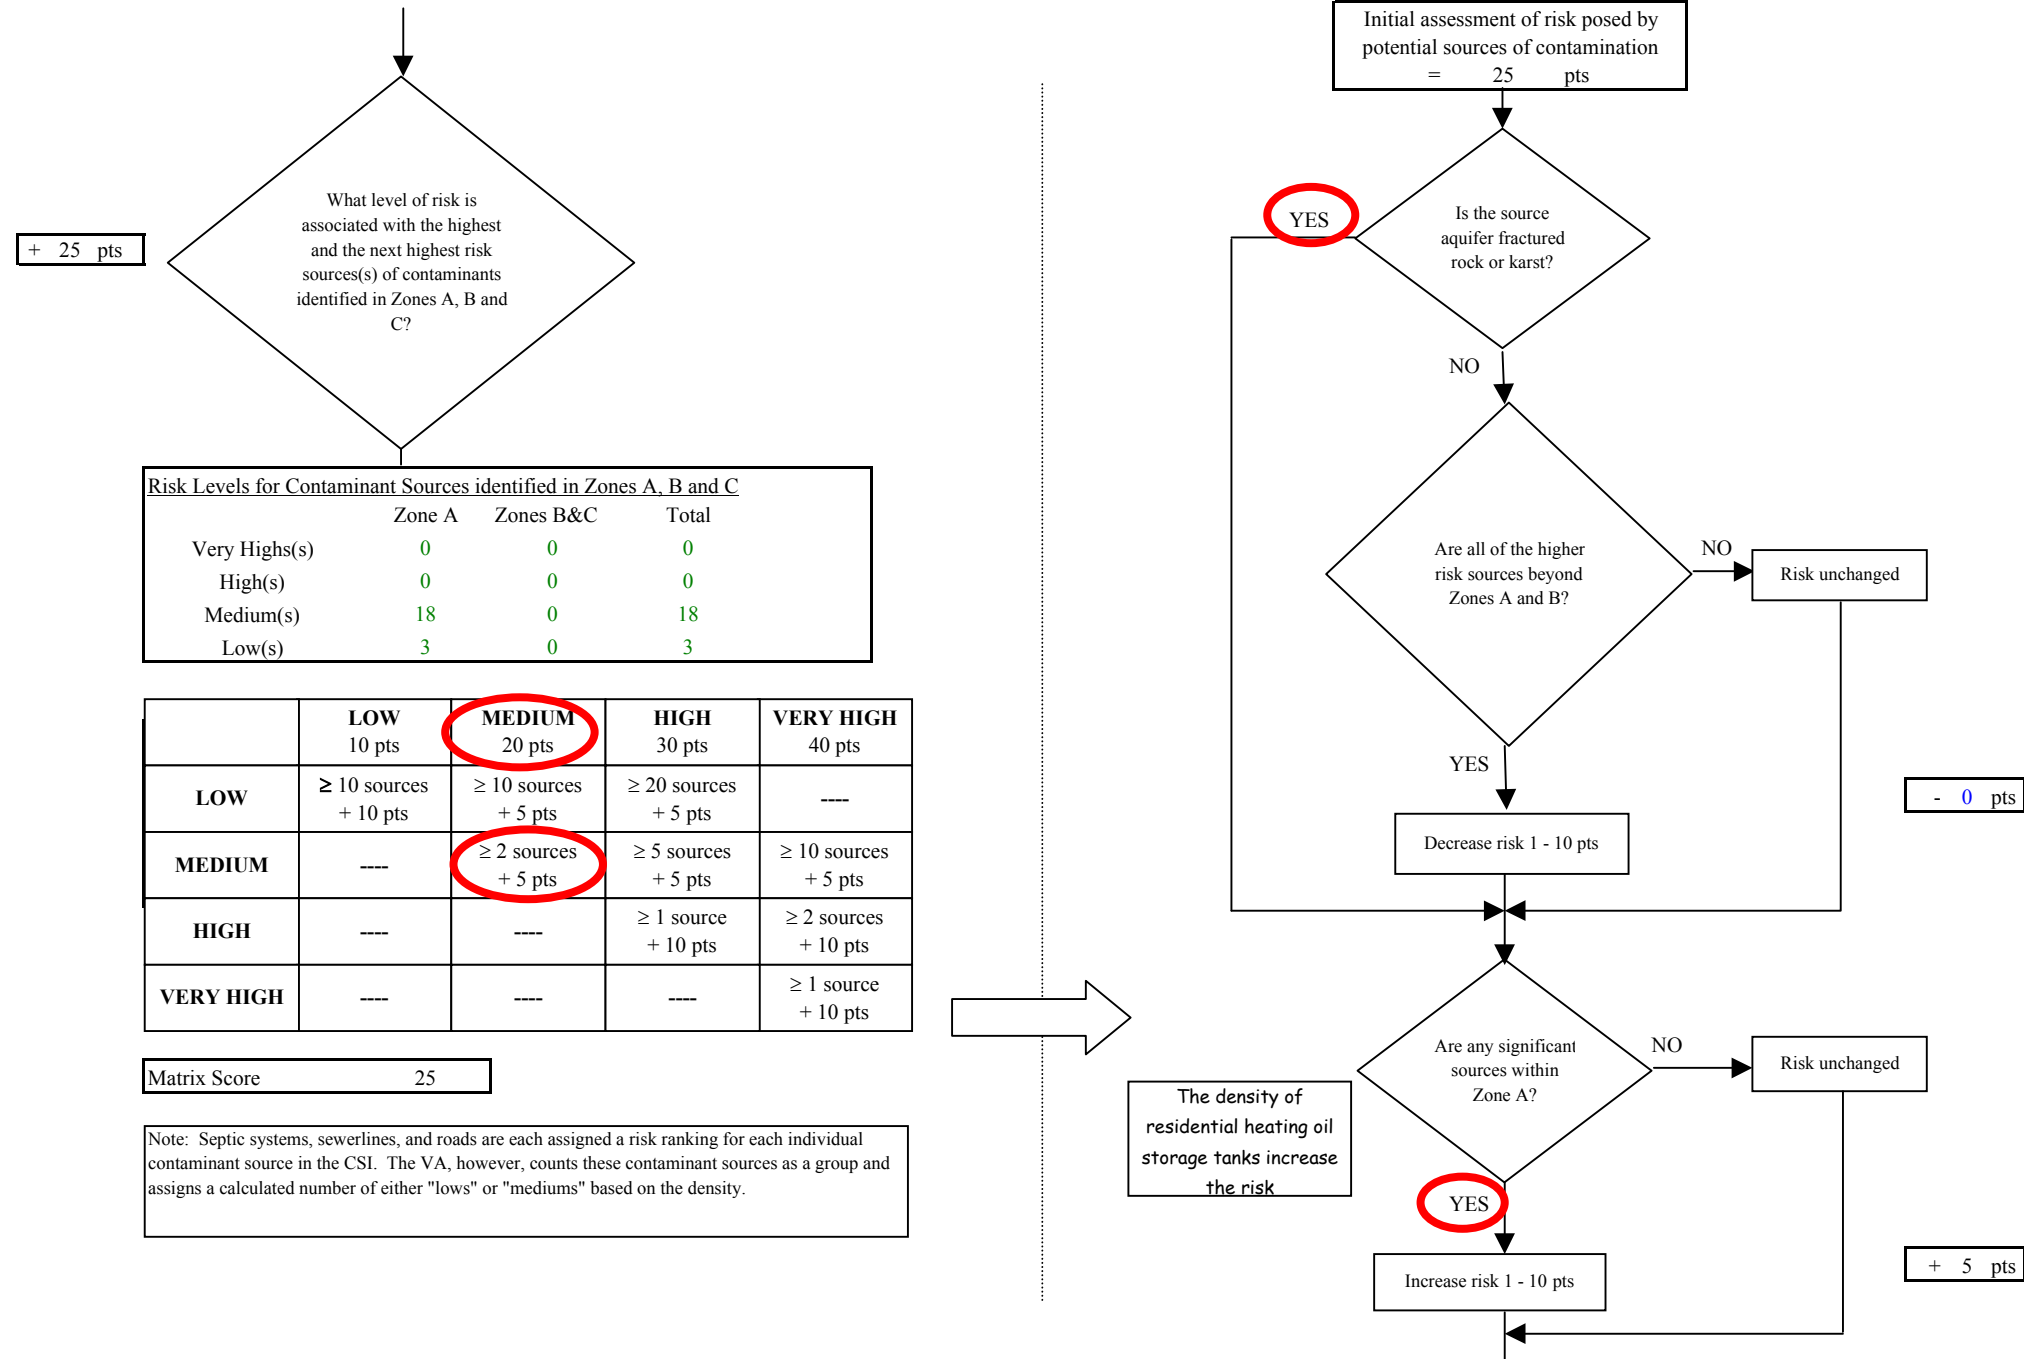 + 25 pts
What level of risk is
associated with the highest
and the next highest risk
sources(s) of contaminants
identified in Zones A, B and
C?
Risk Levels for Contaminant Sources identified in Zones A, B and C
Zone A Zones B&C Total
Very Highs(s) 0 0 0
High(s) 0 0 0
Medium(s) 18 0 18
Low(s) 3 0 3
LOW MEDIUM HIGH VERY HIGH
10 pts 20 pts 30 pts 40 pts
LOW ≥ 10 sources ≥ 10 sources ≥ 20 sources ----
+ 10 pts + 5 pts + 5 pts
MEDIUM ---- ≥ 2 sources ≥ 5 sources ≥ 10 sources
+ 5 pts + 5 pts + 5 pts
HIGH ---- ---- ≥ 1 source ≥ 2 sources
+ 10 pts + 10 pts
VERY HIGH ---- ---- ---- ≥ 1 source
+ 10 pts
Matrix Score 25
Note: Septic systems, sewerlines, and roads are each assigned a risk ranking for each individual
contaminant source in the CSI. The VA, however, counts these contaminant sources as a group and
assigns a calculated number of either "lows" or "mediums" based on the density.
Initial assessment of risk posed by
potential sources of contamination
= 25 pts
YES
Is the source
aquifer fractured
rock or karst?
NO
Are all of the higher
risk sources beyond
Zones A and B?
NO
Risk unchanged
YES
- 0 pts
Decrease risk 1 - 10 pts
Are any significant
sources within
Zone A?
NO
Risk unchanged
The density of
residential heating oil
storage tanks increase
the risk
YES
+ 5 pts
Increase risk 1 - 10 pts